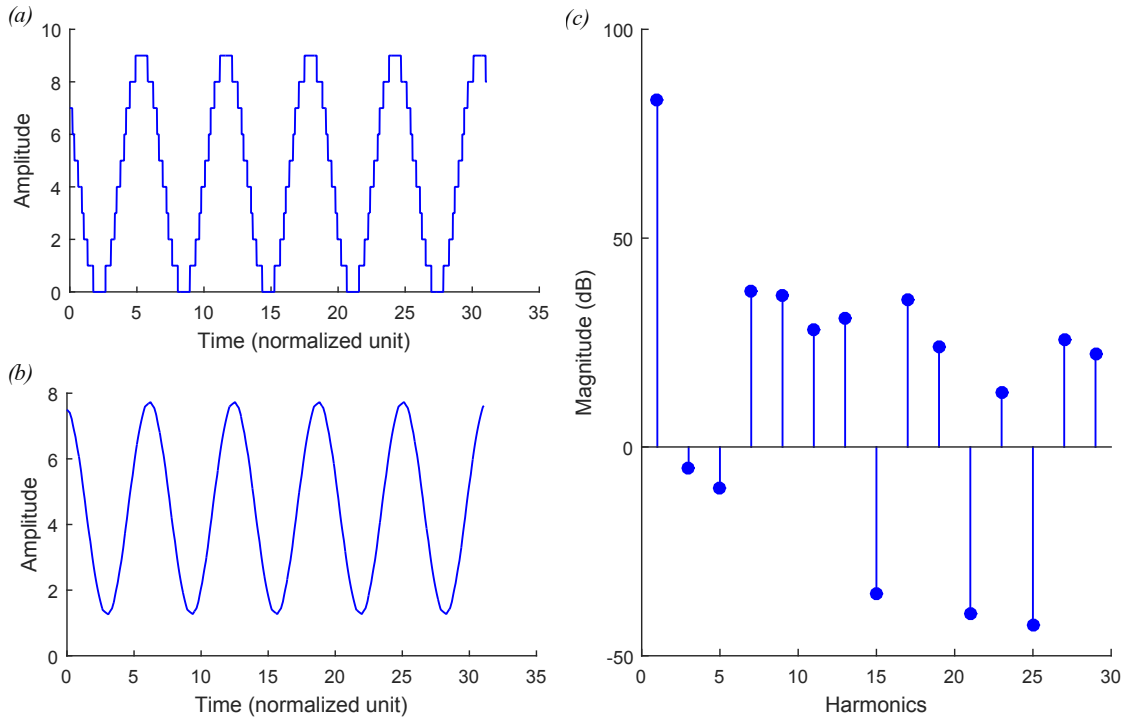 (a)
10
8
6
4
2
0
Amplitude
0 5 10 15 20 25 30 35
Time (normalized unit)
(b)
8
6
4
2
0
Amplitude
0 5 10 15 20 25 30 35
Time (normalized unit)
(c)
100
50
0
-50
Magnitude (dB)
0 5 10 15 20 25 30
Harmonics